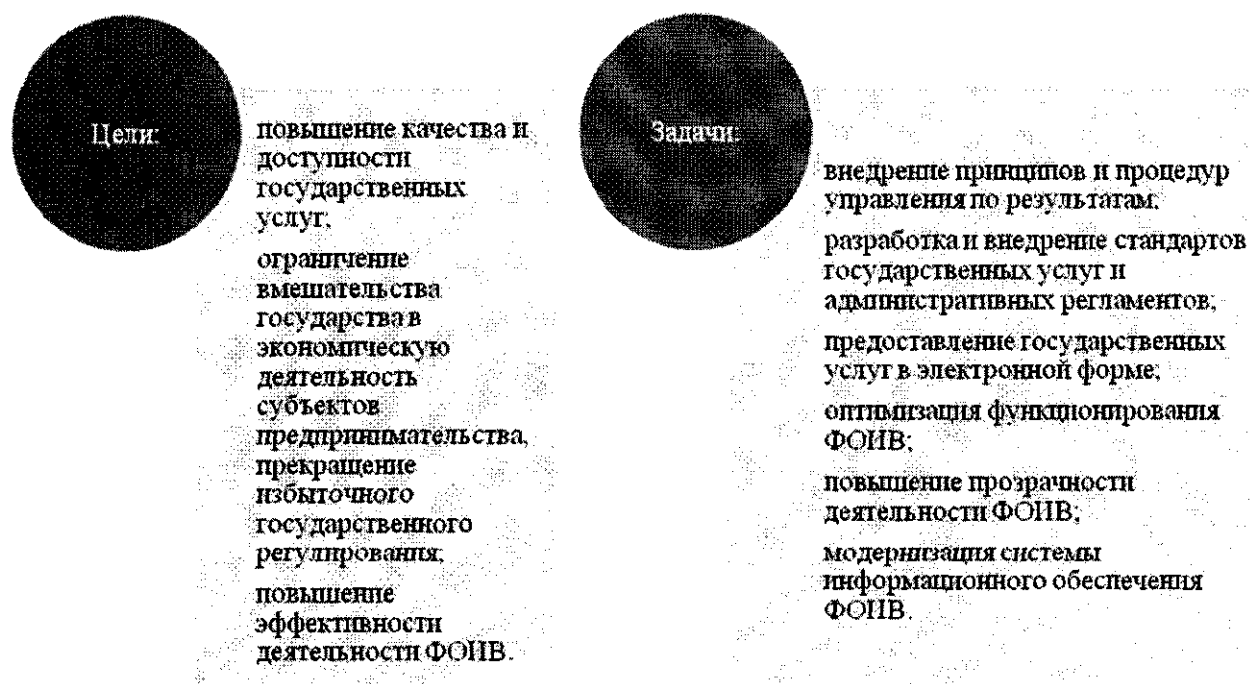 Цели:
повышение качества и
доступности
государственных
услуг;
ограничение
вмешательства
государства в
экономическую
деятельность
субъектов
предпринимательства,
прекращение
избыточного
государственного
регулирования;
повышение
эффективности
деятельности ФОИВ.
Задачи:
внедрение принципов и процедур
управления по результатам;
разработка и внедрение стандартов
государственных услуг и
административных регламентов;
предоставление государственных
услуг в электронной форме;
оптимизация функционирования
ФОИВ;
повышение прозрачности
деятельности ФОИВ;
модернизация системы
информационного обеспечения
ФОИВ.